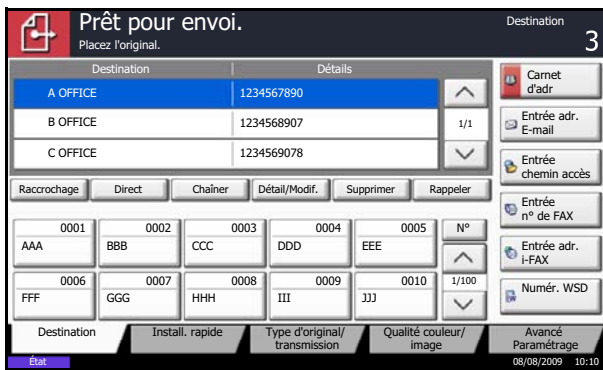 Prêt pour envoi.
Placez l'original.
Destination
3
Destination Détails
A OFFICE 1234567890
B OFFICE 1234568907
C OFFICE 1234569078
1/1
Raccrochage Direct Chaîner Détail/Modif. Supprimer Rappeler
0001 0002 0003 0004 0005 N°
AAA BBB CCC DDD EEE
0006 0007 0008 0009 0010 1/100
FFF GGG HHH III JJJ
Carnet
d'adr
Entrée adr.
E-mail
Entrée
chemin accès
Entrée
n° de FAX
Entrée adr.
i-FAX
Numér. WSD
Destination
Install. rapide
Type d'original/
transmission
Qualité couleur/
image
Avancé
Paramétrage
État
08/08/2009 10:10